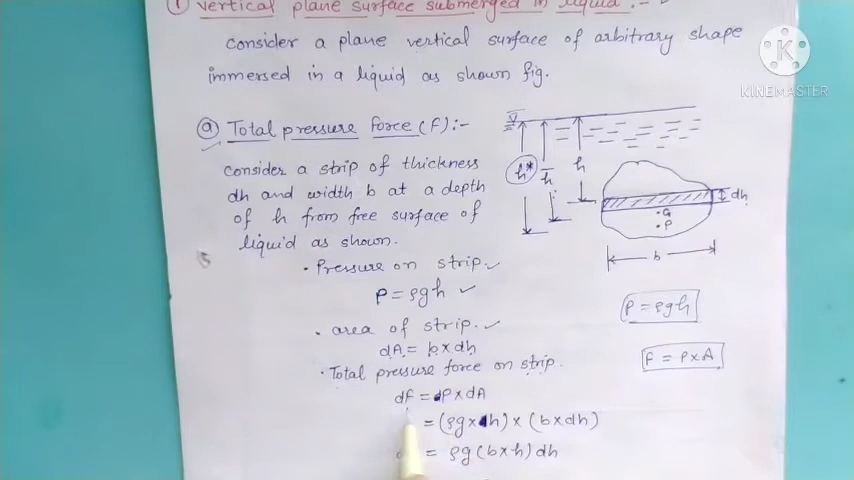 ① vertical plane surface submerged in liquid :-
consider a plane vertical surface of arbitrary shape
immersed in a liquid as shown fig.
K
KINEMASTER
ⓐ Total pressure force (F):-
consider a strip of thickness
dh and width b at a depth
of h from free surface of
liquid as shown.
h*
h̄
h
dh
G
P
b
• Pressure on strip. ✓
P = ρgh ✓
P = ρgh
• area of strip. ✓
dA = b×dh
F = P×A
• Total pressure force on strip.
dF = P×dA
= (ρg×h)×(b×dh)
= ρg(b×h)dh